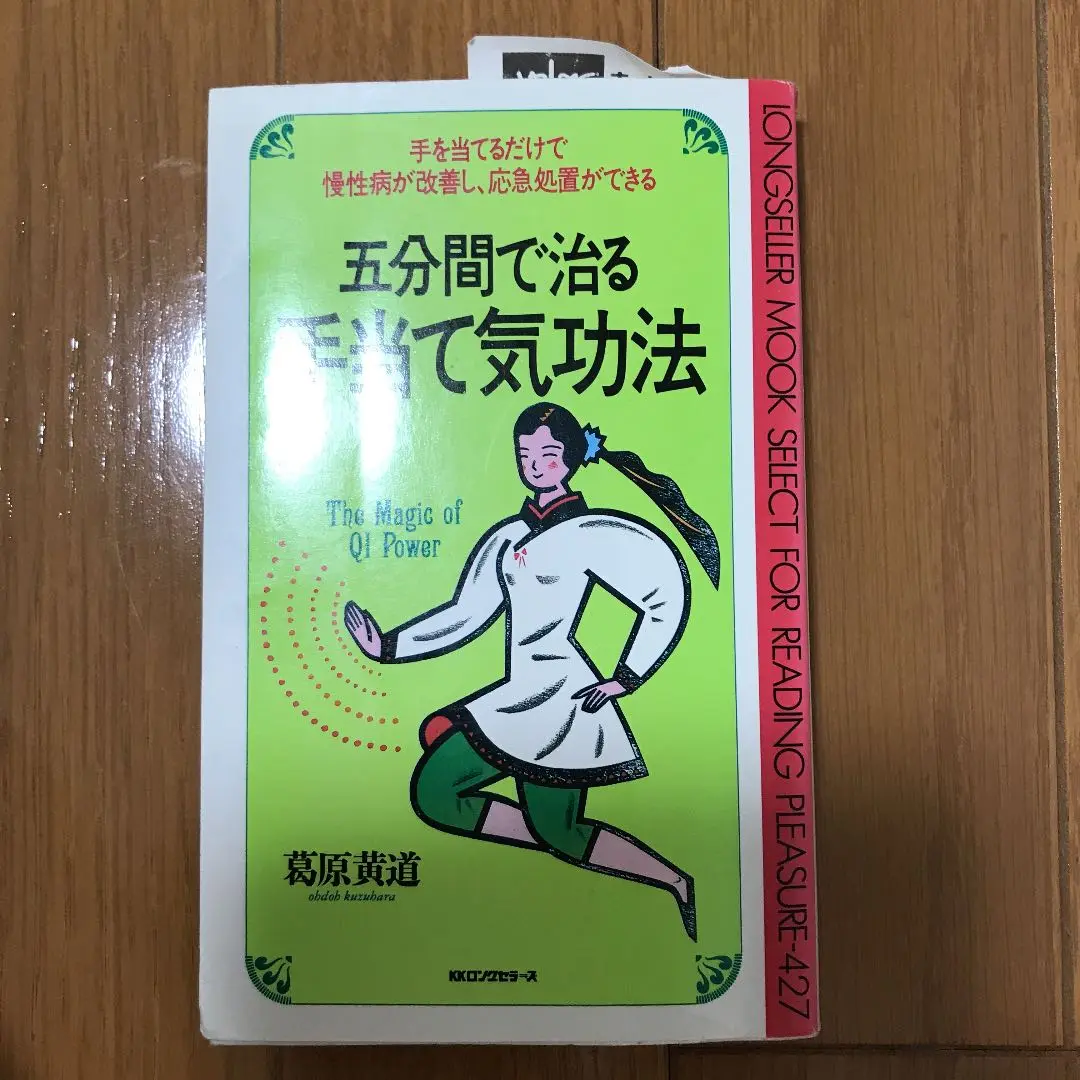 手を当てるだけで
慢性病が改善し、応急処置ができる
五分間で治る
手当て気功法
The Magic of
QI Power
葛原黄道
ohdoh kuzuhara
KKロングセラーズ
LONGSELLER MOOK SELECT FOR READING PLEASURE-427